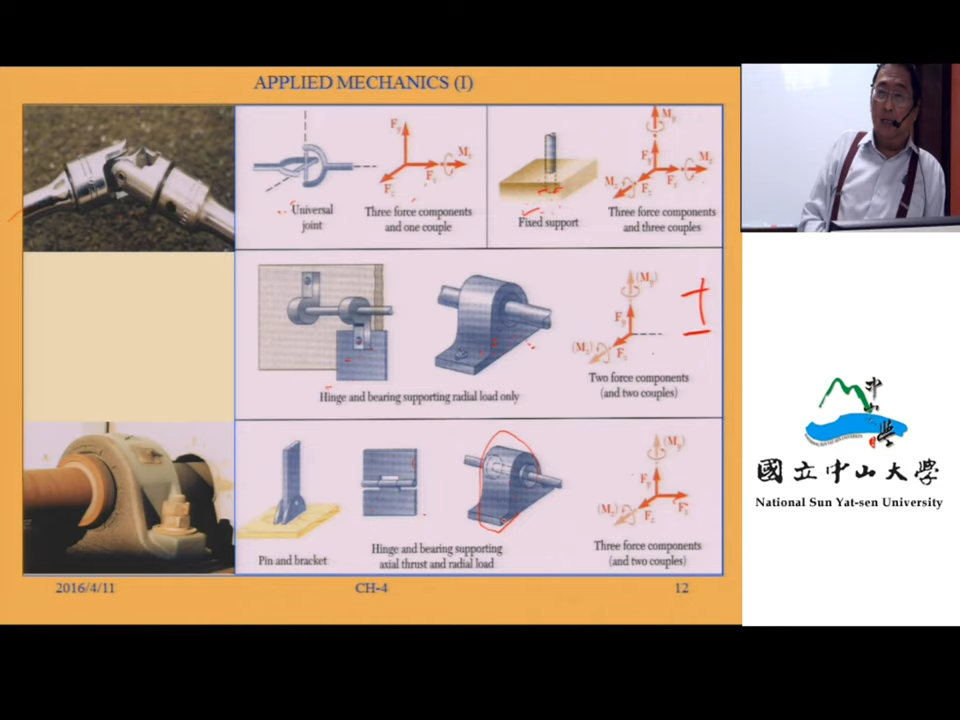 APPLIED MECHANICS (I)
Universal
joint
Three force components
and one couple
Fixed support
Three force components
and three couples
Hinge and bearing supporting radial load only
Two force components
(and two couples)
Pin and bracket
Hinge and bearing supporting
axial thrust and radial load
Three force components
(and two couples)
2016/4/11
CH-4
12
國立中山大學
National Sun Yat-sen University